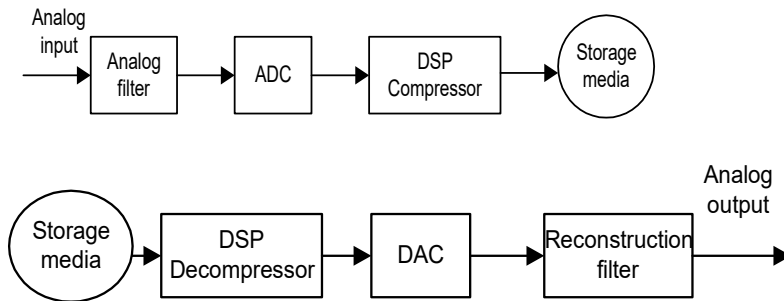 Analog
input
Analog
filter
ADC
DSP
Compressor
Storage
media
Storage
media
DSP
Decompressor
DAC
Reconstruction
filter
Analog
output